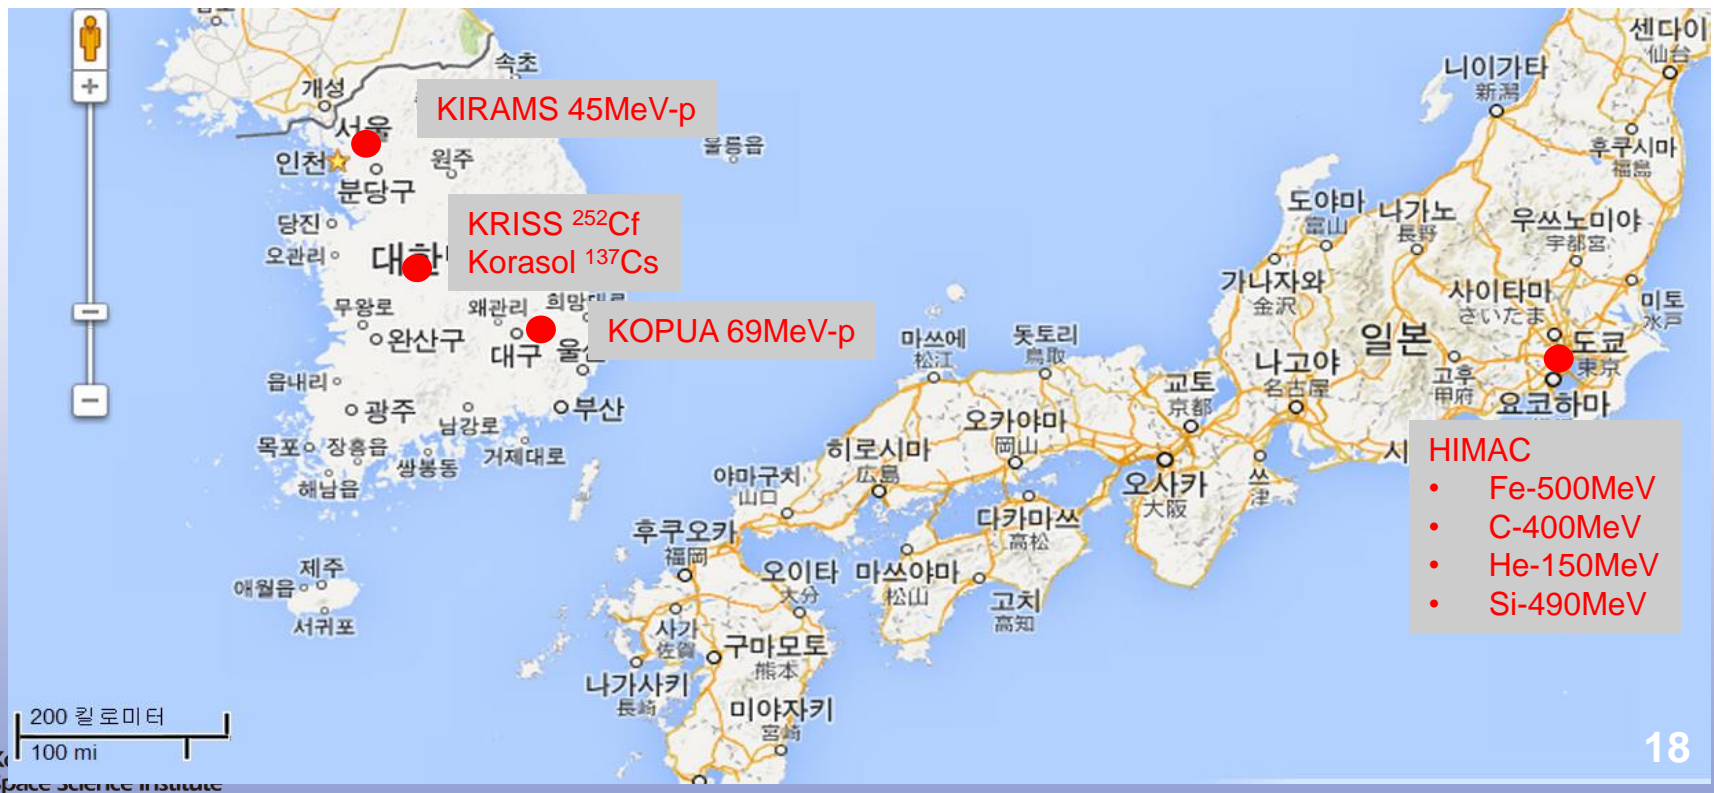 개성
속초
센다이
仙台
니이가타
新潟
KIRAMS 45MeV-p
서울
울릉읍
후쿠시마
福島
인천
원주
분당구
도야마
富山
나가노
長野
우쓰노미야
宇都宮
당진
KRISS ²⁵²Cf
Korasol ¹³⁷Cs
오관리
대한
가나자와
金沢
사이타마
さいたま
미토
水戸
무왕로
왜관리
KOPUA 69MeV-p
완산구
대구
마쓰에
松江
돗토리
鳥取
일본
나고야
名古屋
도쿄
東京
고후
甲府
읍내리
교토
京都
요코하마
광주
부산
남강로
오카야마
岡山
목포
장흥읍
쌍봉동
거제대로
히로시마
広島
시
HIMAC
• Fe-500MeV
• C-400MeV
• He-150MeV
• Si-490MeV
해남읍
야마구치
山口
오사카
大阪
쓰
津
다카마쓰
高松
후쿠오카
福岡
제주
애월읍
서귀포
오이타
大分
마쓰야마
松山
고치
高知
사가
佐賀
구마모토
熊本
나가사키
長崎
미야자키
宮崎
200 킬로미터
100 mi
18
Space Science Institute